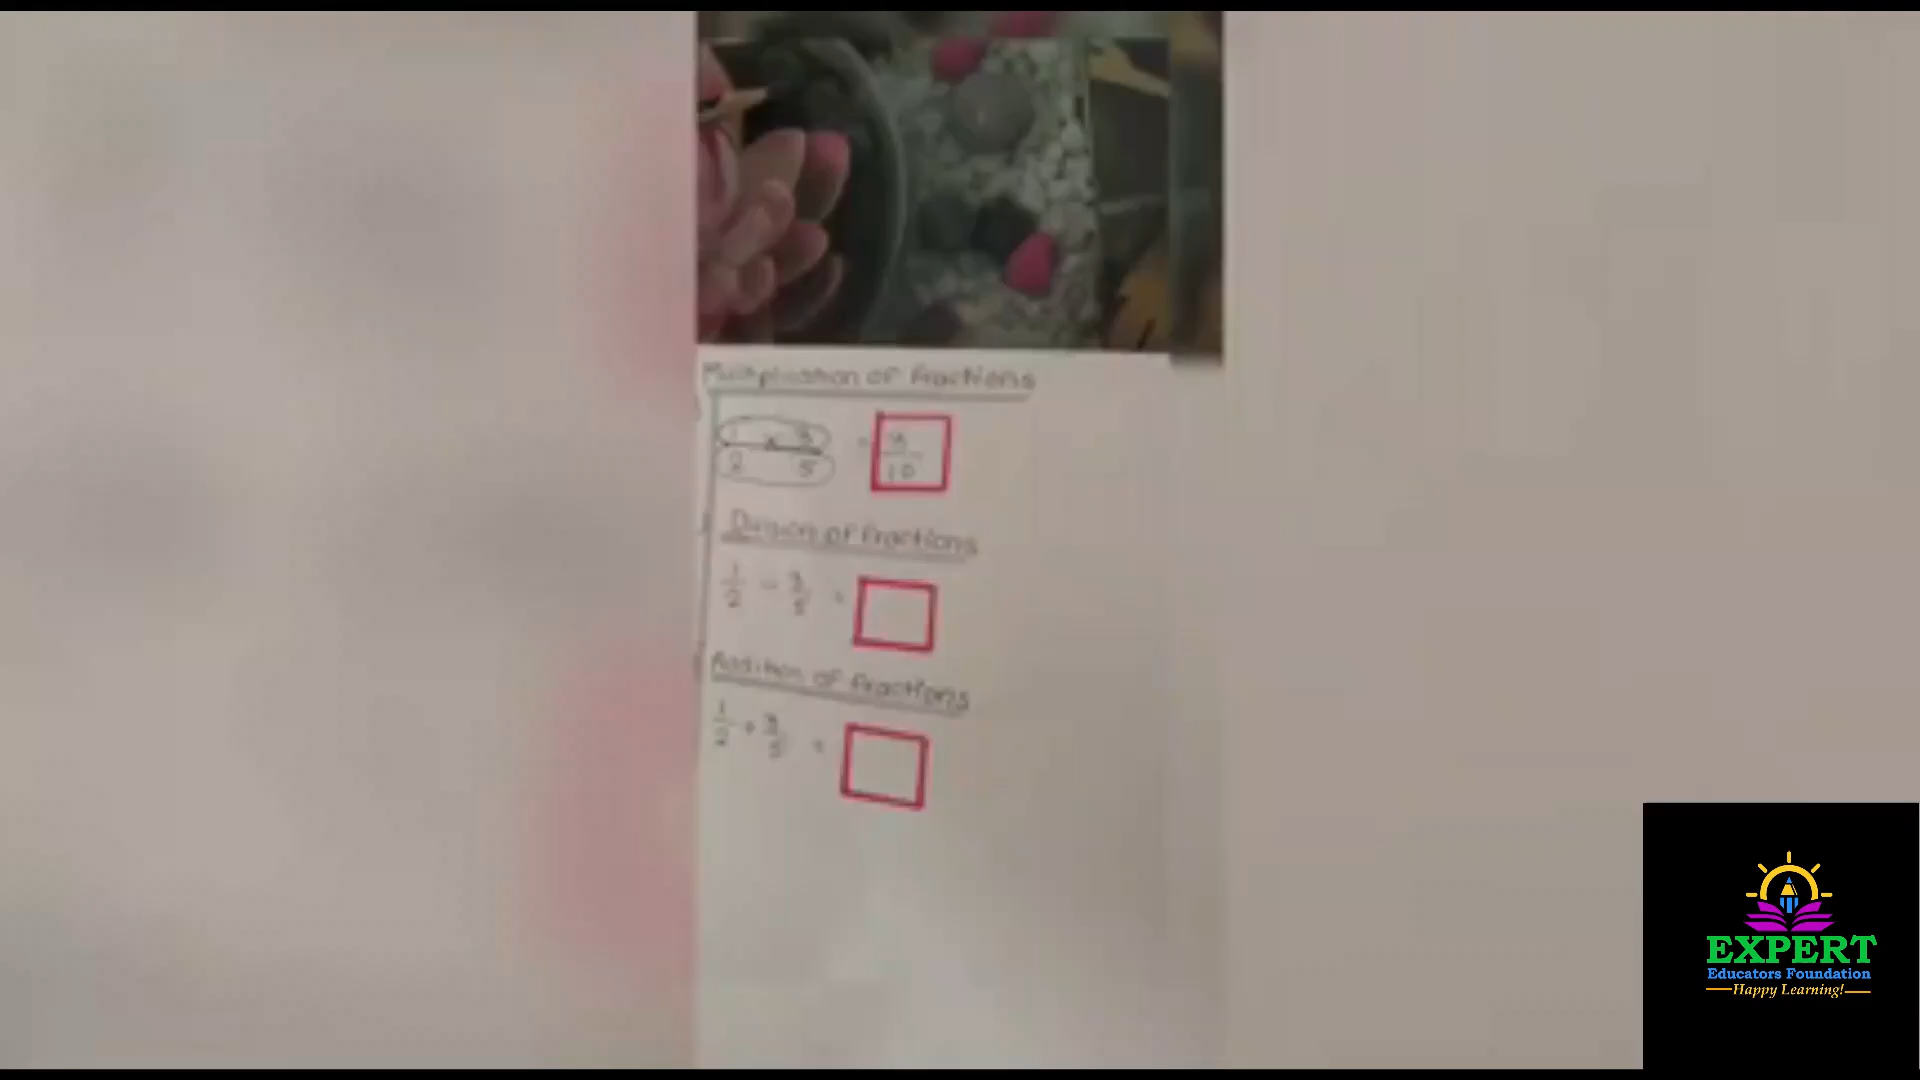 Multiplication of fractions
1 × 3 = 3
2 5 10
Division of fractions
1/2 ÷ 3/5 =
Addition of fractions
1/2 + 3/5 =
EXPERT
Educators Foundation
Happy Learning!